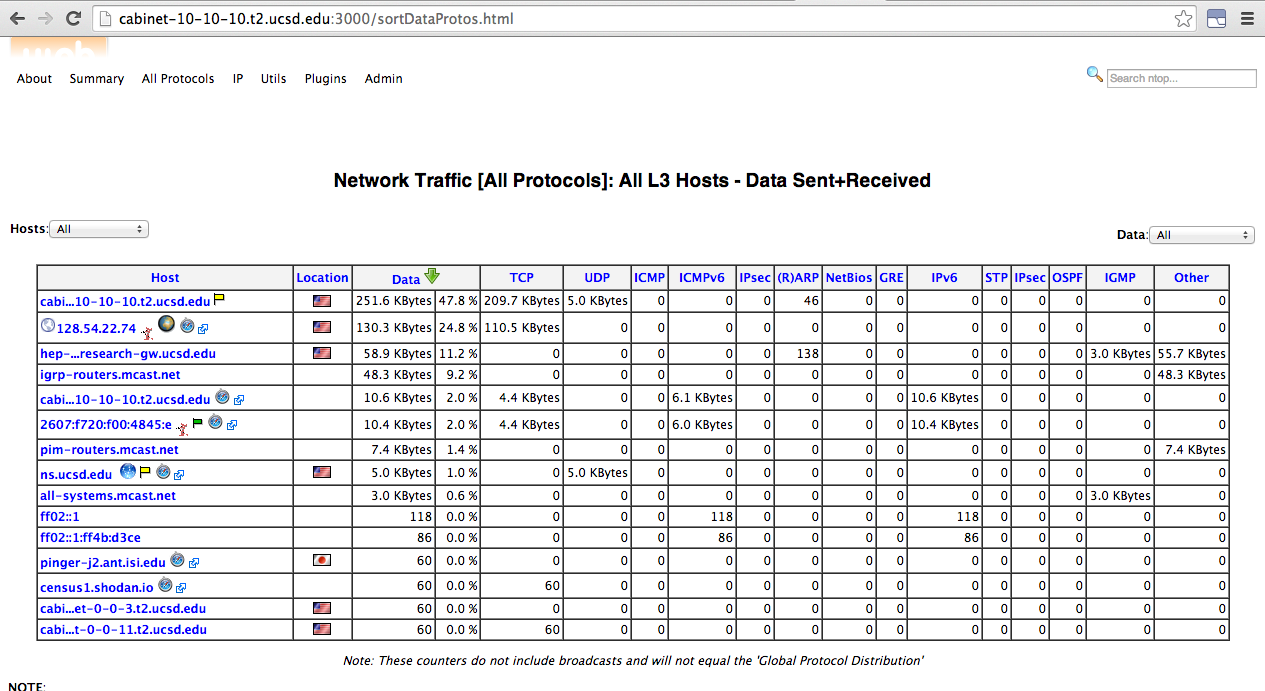 cabinet-10-10-10.t2.ucsd.edu:3000/sortDataProtos.html
About Summary All Protocols IP Utils Plugins Admin
Search ntop...
Network Traffic [All Protocols]: All L3 Hosts - Data Sent+Received
Hosts: All
Data: All
Host Location Data TCP UDP ICMP ICMPv6 IPsec (R)ARP NetBios GRE IPv6 STP IPsec OSPF IGMP Other
cabi...10-10-10.t2.ucsd.edu 251.6 KBytes 47.8 % 209.7 KBytes 5.0 KBytes 0 0 0 46 0 0 0 0 0 0 0 0
128.54.22.74 130.3 KBytes 24.8 % 110.5 KBytes 0 0 0 0 0 0 0 0 0 0 0 0 0
hep-...research-gw.ucsd.edu 58.9 KBytes 11.2 % 0 0 0 0 0 138 0 0 0 0 0 0 3.0 KBytes 55.7 KBytes
igrp-routers.mcast.net 48.3 KBytes 9.2 % 0 0 0 0 0 0 0 0 0 0 0 0 0 48.3 KBytes
cabi...10-10-10.t2.ucsd.edu 10.6 KBytes 2.0 % 4.4 KBytes 0 0 6.1 KBytes 0 0 0 0 10.6 KBytes 0 0 0 0 0
2607:f720:f00:4845:e 10.4 KBytes 2.0 % 4.4 KBytes 0 0 6.0 KBytes 0 0 0 0 10.4 KBytes 0 0 0 0 0
pim-routers.mcast.net 7.4 KBytes 1.4 % 0 0 0 0 0 0 0 0 0 0 0 0 0 7.4 KBytes
ns.ucsd.edu 5.0 KBytes 1.0 % 0 5.0 KBytes 0 0 0 0 0 0 0 0 0 0 0 0
all-systems.mcast.net 3.0 KBytes 0.6 % 0 0 0 0 0 0 0 0 0 0 0 0 3.0 KBytes 0
ff02::1 118 0.0 % 0 0 0 118 0 0 0 0 118 0 0 0 0 0
ff02::1:ff4b:d3ce 86 0.0 % 0 0 0 86 0 0 0 0 86 0 0 0 0 0
pinger-j2.ant.isi.edu 60 0.0 % 0 0 0 0 0 0 0 0 0 0 0 0 0 0
census1.shodan.io 60 0.0 % 60 0 0 0 0 0 0 0 0 0 0 0 0 0
cabi...et-0-0-3.t2.ucsd.edu 60 0.0 % 0 0 0 0 0 0 0 0 0 0 0 0 0 0
cabi...t-0-0-11.t2.ucsd.edu 60 0.0 % 60 0 0 0 0 0 0 0 0 0 0 0 0 0
Note: These counters do not include broadcasts and will not equal the 'Global Protocol Distribution'
NOTE: